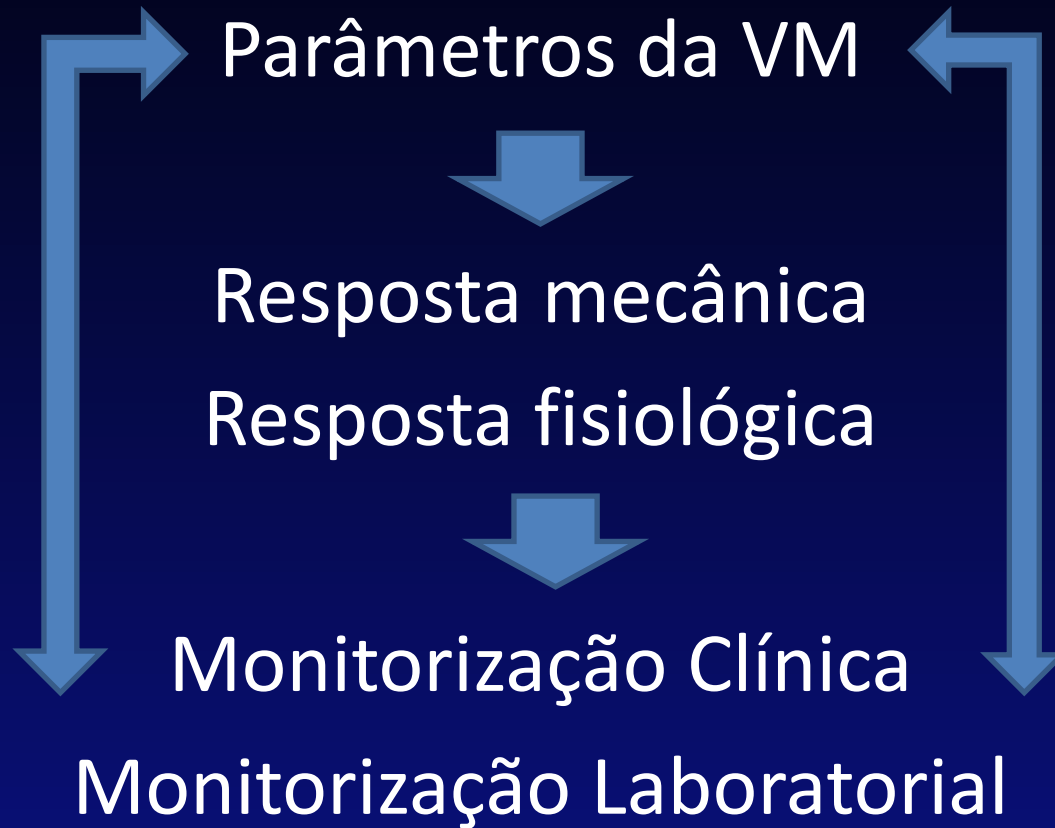 Parâmetros da VM
Resposta mecânica
Resposta fisiológica
Monitorização Clínica
Monitorização Laboratorial